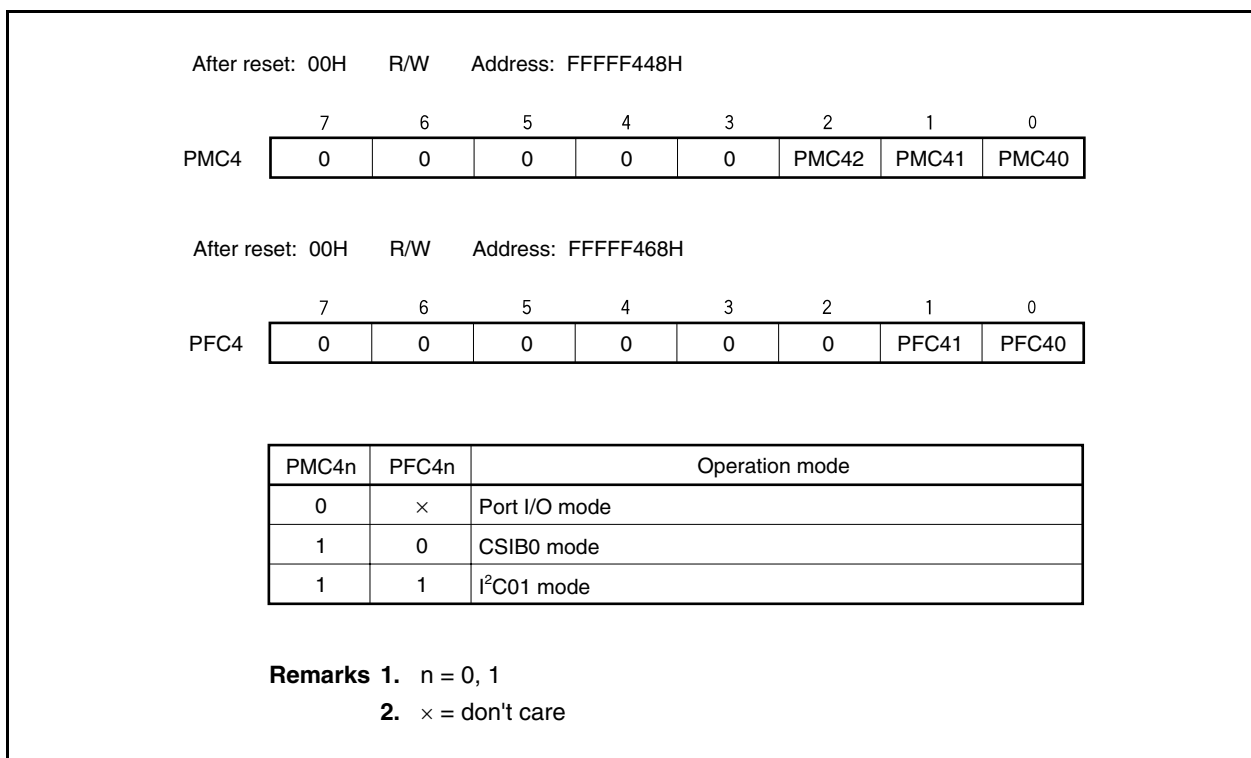 After reset: 00H R/W Address: FFFFF448H
7 6 5 4 3 2 1 0
PMC4 0 0 0 0 0 PMC42 PMC41 PMC40
After reset: 00H R/W Address: FFFFF468H
7 6 5 4 3 2 1 0
PFC4 0 0 0 0 0 0 PFC41 PFC40
PMC4n PFC4n Operation mode
0 × Port I/O mode
1 0 CSIB0 mode
1 1 I²C01 mode
Remarks 1. n = 0, 1
2. × = don't care